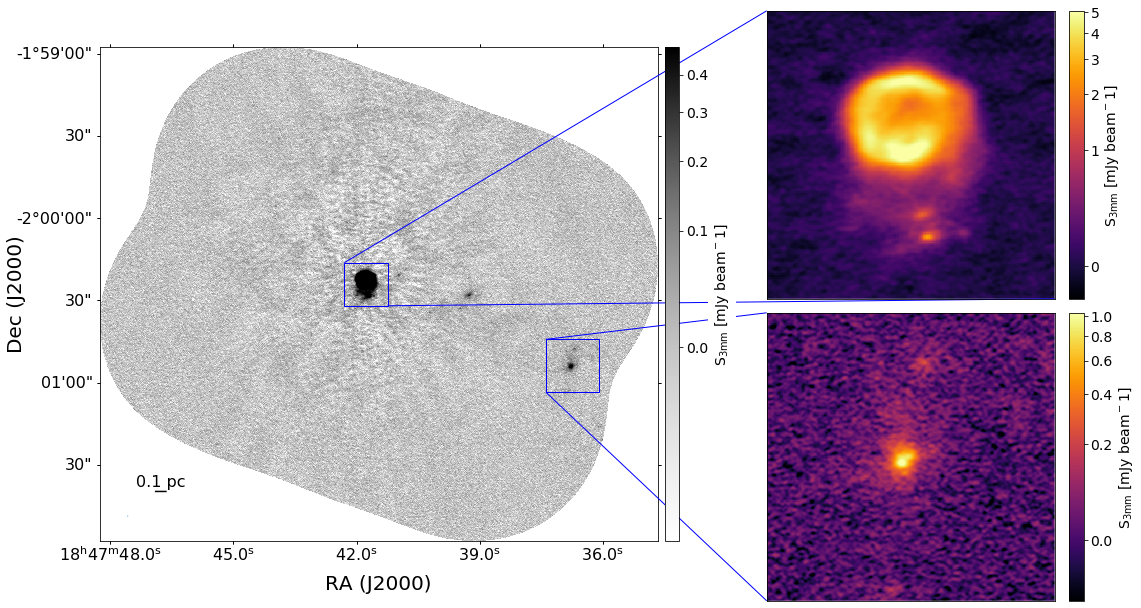 -1°59'00"
30"
-2°00'00"
30"
01'00"
30"
Dec (J2000)
0.1 pc
18ʰ47ᵐ48.0ˢ
45.0ˢ
42.0ˢ
39.0ˢ
36.0ˢ
RA (J2000)
0.4
0.3
0.2
0.1
0.0
S₃ₘₘ [mJy beam⁻ 1]
5
4
3
2
1
0
S₃ₘₘ [mJy beam⁻ 1]
1.0
0.8
0.6
0.4
0.2
0.0
S₃ₘₘ [mJy beam⁻ 1]